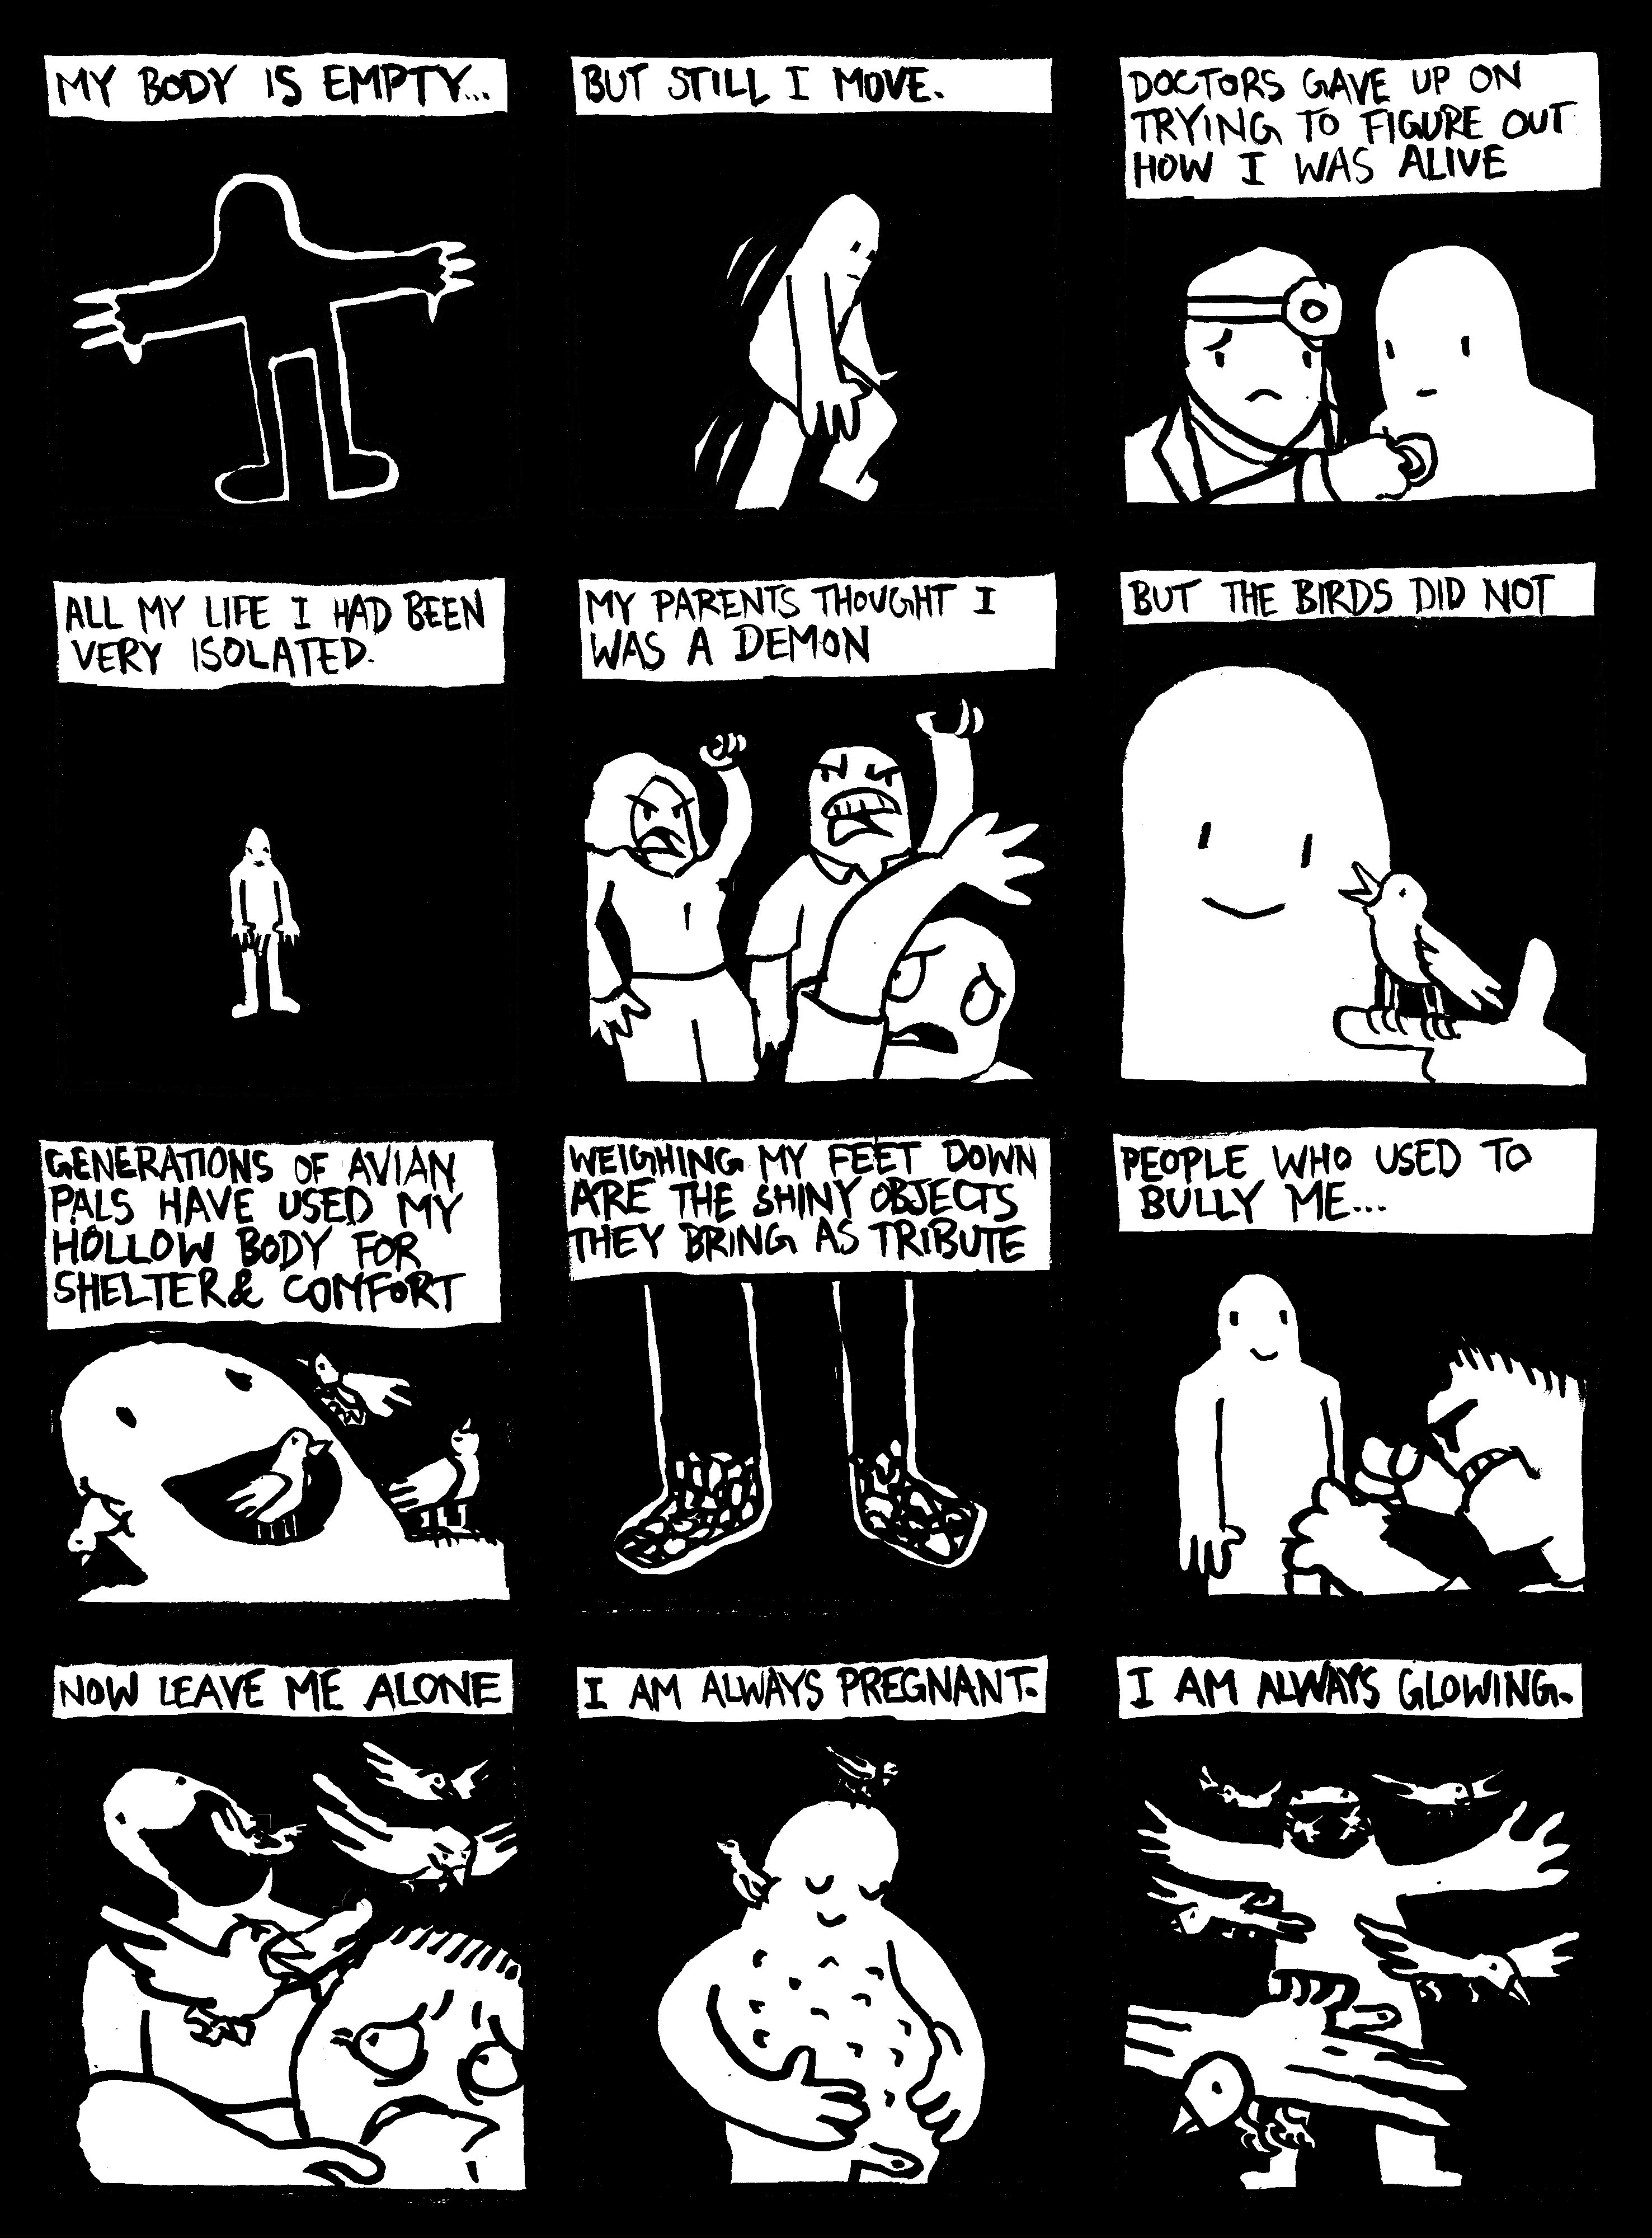 MY BODY IS EMPTY...
BUT STILL I MOVE.
DOCTORS GAVE UP ON
TRYING TO FIGURE OUT
HOW I WAS ALIVE
ALL MY LIFE I HAD BEEN
VERY ISOLATED.
MY PARENTS THOUGHT I
WAS A DEMON
BUT THE BIRDS DID NOT
GENERATIONS OF AVIAN
PALS HAVE USED MY
HOLLOW BODY FOR
SHELTER & COMFORT
WEIGHING MY FEET DOWN
ARE THE SHINY OBJECTS
THEY BRING AS TRIBUTE
PEOPLE WHO USED TO
BULLY ME...
NOW LEAVE ME ALONE
I AM ALWAYS PREGNANT.
I AM ALWAYS GLOWING.